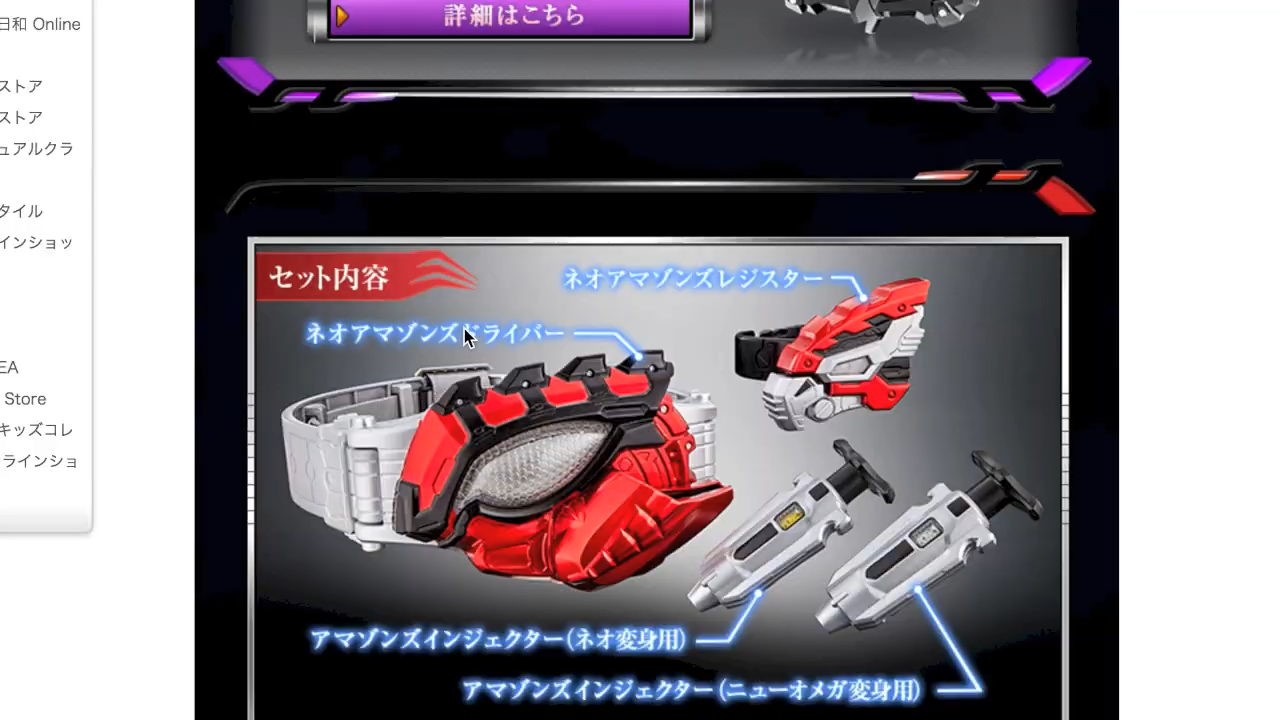 日和 Online
ストア
ストア
ュアルクラ
タイル
インショッ
EA
Store
キッズコレ
ラインショ
詳細はこちら
セット内容
ネオアマゾンズレジスター
ネオアマゾンズドライバー
アマゾンズインジェクター(ネオ変身用)
アマゾンズインジェクター(ニューオメガ変身用)